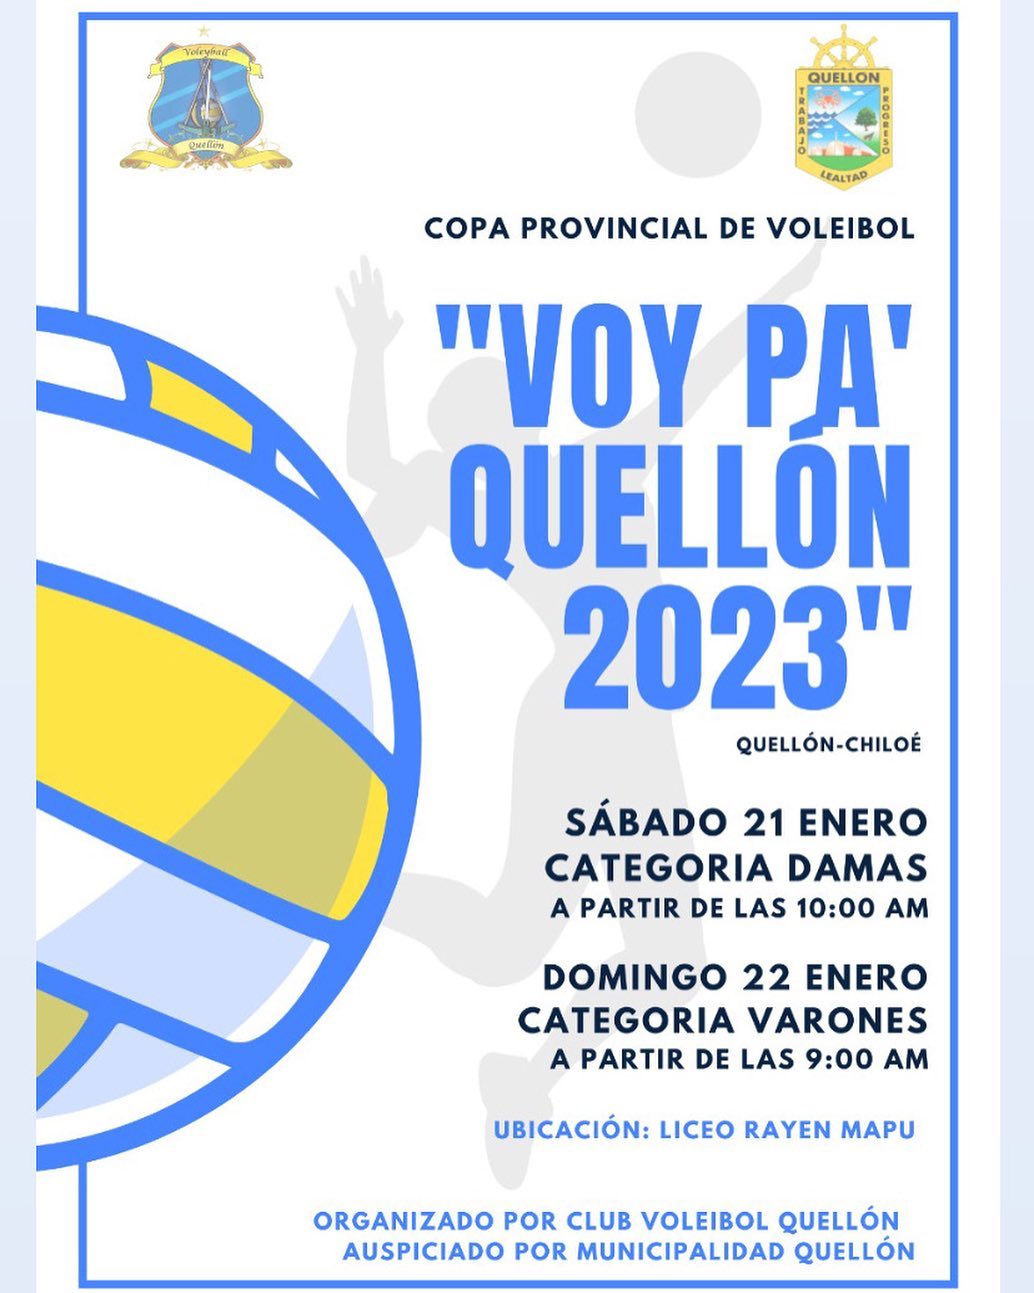 Voleyball
Quellón
QUELLON
TRABAJO
PROGRESO
LEALTAD
COPA PROVINCIAL DE VOLEIBOL
"VOY PA'
QUELLÓN
2023"
QUELLÓN-CHILOÉ
SÁBADO 21 ENERO
CATEGORIA DAMAS
A PARTIR DE LAS 10:00 AM
DOMINGO 22 ENERO
CATEGORIA VARONES
A PARTIR DE LAS 9:00 AM
UBICACIÓN: LICEO RAYEN MAPU
ORGANIZADO POR CLUB VOLEIBOL QUELLÓN
AUSPICIADO POR MUNICIPALIDAD QUELLÓN